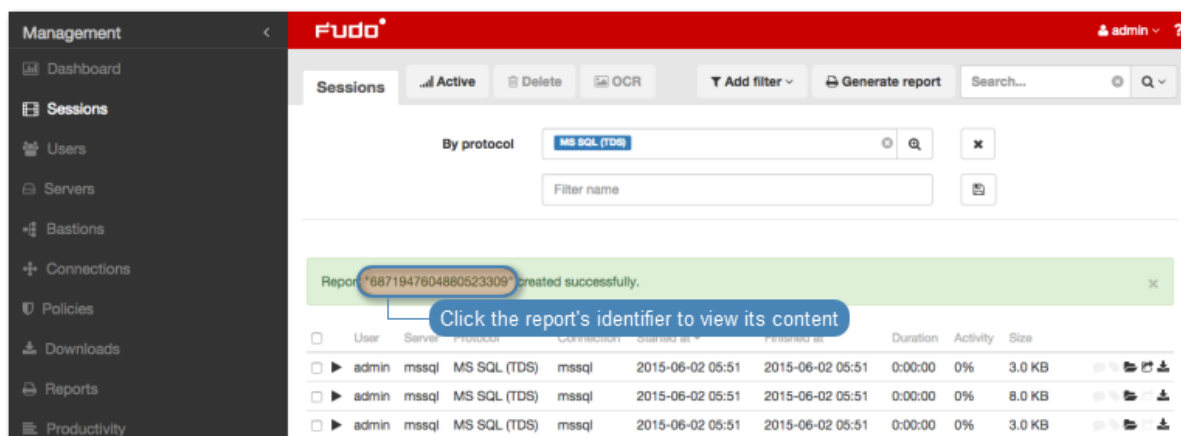 Management
Dashboard
Sessions
Users
Servers
Bastions
Connections
Policies
Downloads
Reports
Productivity
Fudo
admin ?
Sessions Active Delete OCR Add filter Generate report Search...
By protocol MS SQL (TDS)
Filter name
Report "6871947604880523309" created successfully.
Click the report's identifier to view its content
User Server Protocol Connection Started at Finished at Duration Activity Size
admin mssql MS SQL (TDS) mssql 2015-06-02 05:51 2015-06-02 05:51 0:00:00 0% 3.0 KB
admin mssql MS SQL (TDS) mssql 2015-06-02 05:51 2015-06-02 05:51 0:00:00 0% 8.0 KB
admin mssql MS SQL (TDS) mssql 2015-06-02 05:51 2015-06-02 05:51 0:00:00 0% 3.0 KB